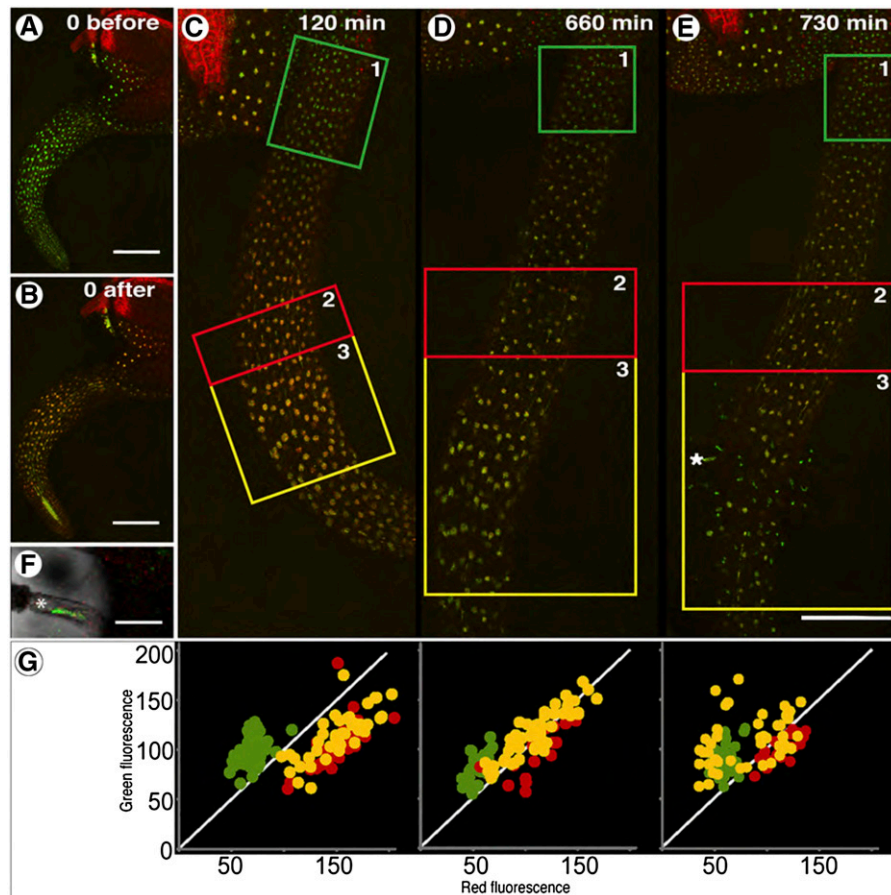 A 0 before
B 0 after
C 120 min
1
2
3
D 660 min
1
2
3
E 730 min
1
2
3
*
F *
G
Green fluorescence
200
150
100
50
0
50 150
50 150
50 150
Red fluorescence